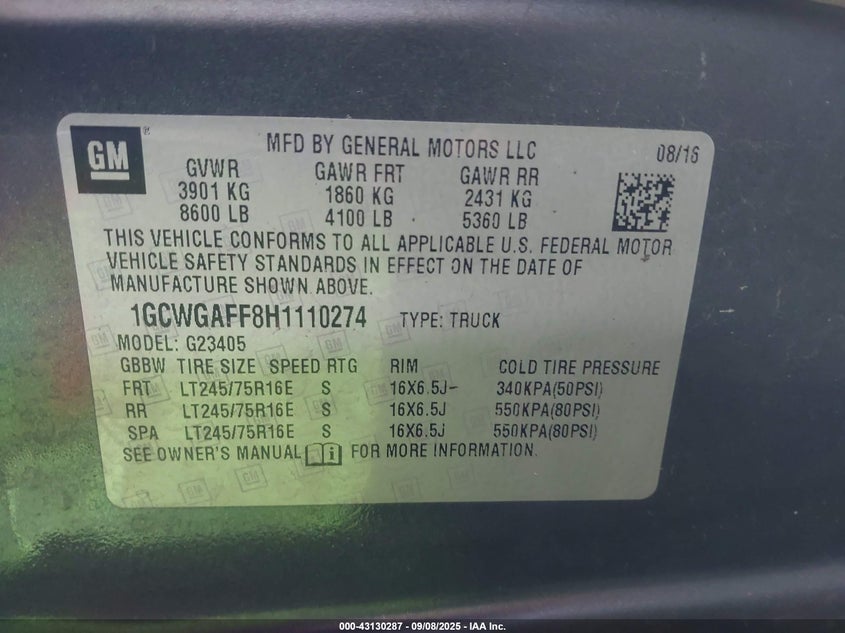 GM
MFD BY GENERAL MOTORS LLC 08/16
GVWR GAWR FRT GAWR RR
3901 KG 1860 KG 2431 KG
8600 LB 4100 LB 5360 LB
THIS VEHICLE CONFORMS TO ALL APPLICABLE U.S. FEDERAL MOTOR
VEHICLE SAFETY STANDARDS IN EFFECT ON THE DATE OF
MANUFACTURE SHOWN ABOVE.
1GCWGAFF8H1110274 TYPE: TRUCK
MODEL: G23405
GBBW TIRE SIZE SPEED RTG RIM COLD TIRE PRESSURE
FRT LT245/75R16E S 16X6.5J 340KPA(50PSI)
RR LT245/75R16E S 16X6.5J 550KPA(80PSI)
SPA LT245/75R16E S 16X6.5J 550KPA(80PSI)
SEE OWNER'S MANUAL FOR MORE INFORMATION.
000-43130287 - 09/08/2025 - IAA Inc.